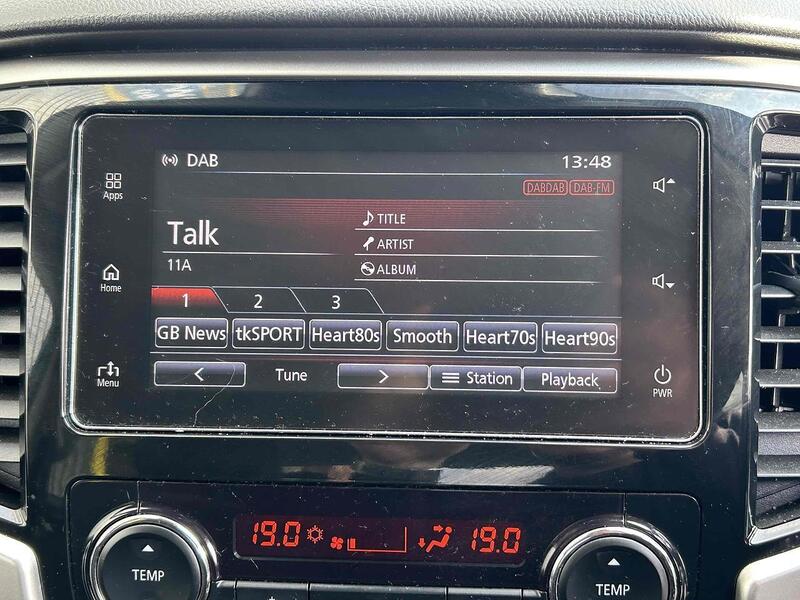 DAB 13:48
DABDAB DAB-FM
Apps
Talk
TITLE
ARTIST
11A
ALBUM
Home
1 2 3
GB News tkSPORT Heart80s Smooth Heart70s Heart90s
Menu
< Tune > Station Playback
PWR
19.0 19.0
TEMP TEMP